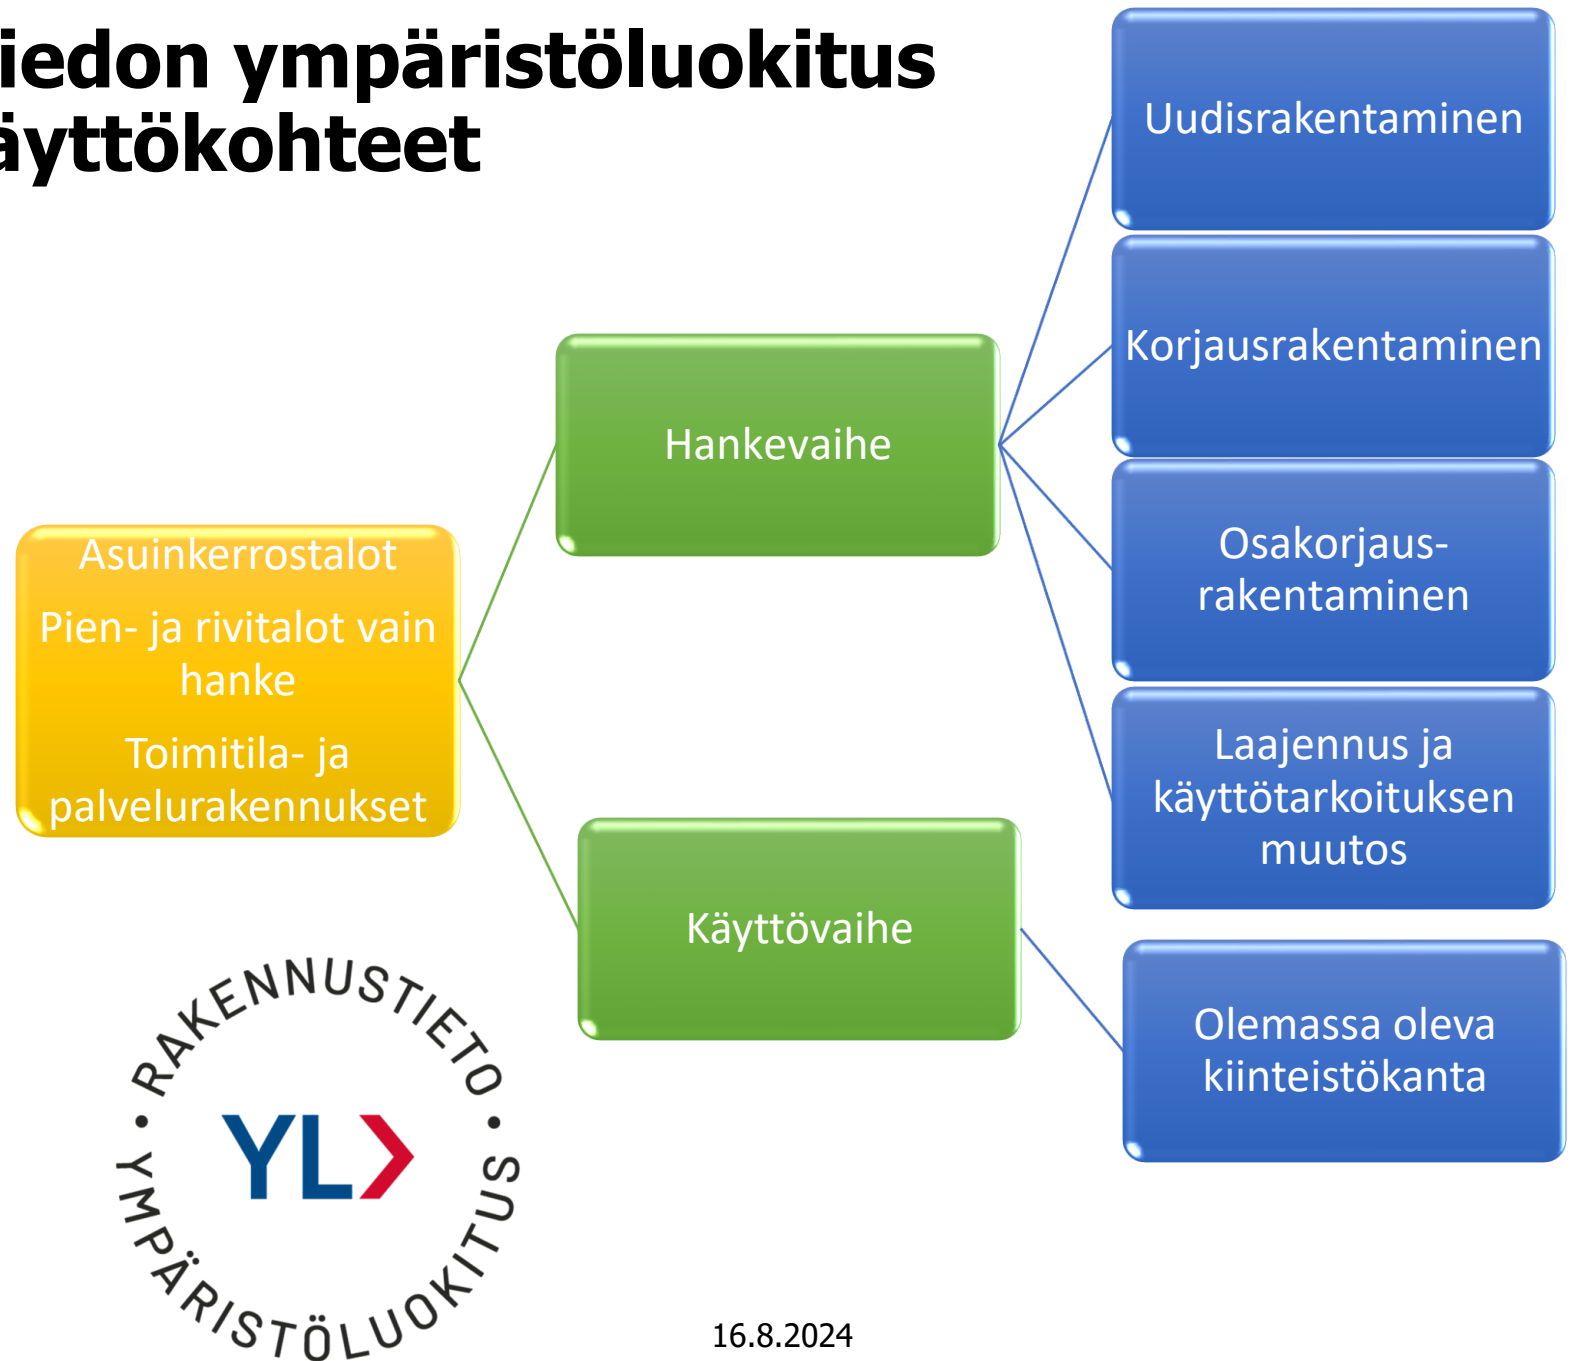 iedon ympäristöluokitus
äyttökohteet
Uudisrakentaminen
Korjausrakentaminen
Hankevaihe
Osakorjaus-
rakentaminen
Asuinkerrostalot
Pien- ja rivitalot vain
hanke
Toimitila- ja
palvelurakennukset
Laajennus ja
käyttötarkoituksen
muutos
Käyttövaihe
Olemassa oleva
kiinteistökanta
• RAKENNUSTIETO •
YL
YMPÄRISTÖLUOKITUS
16.8.2024